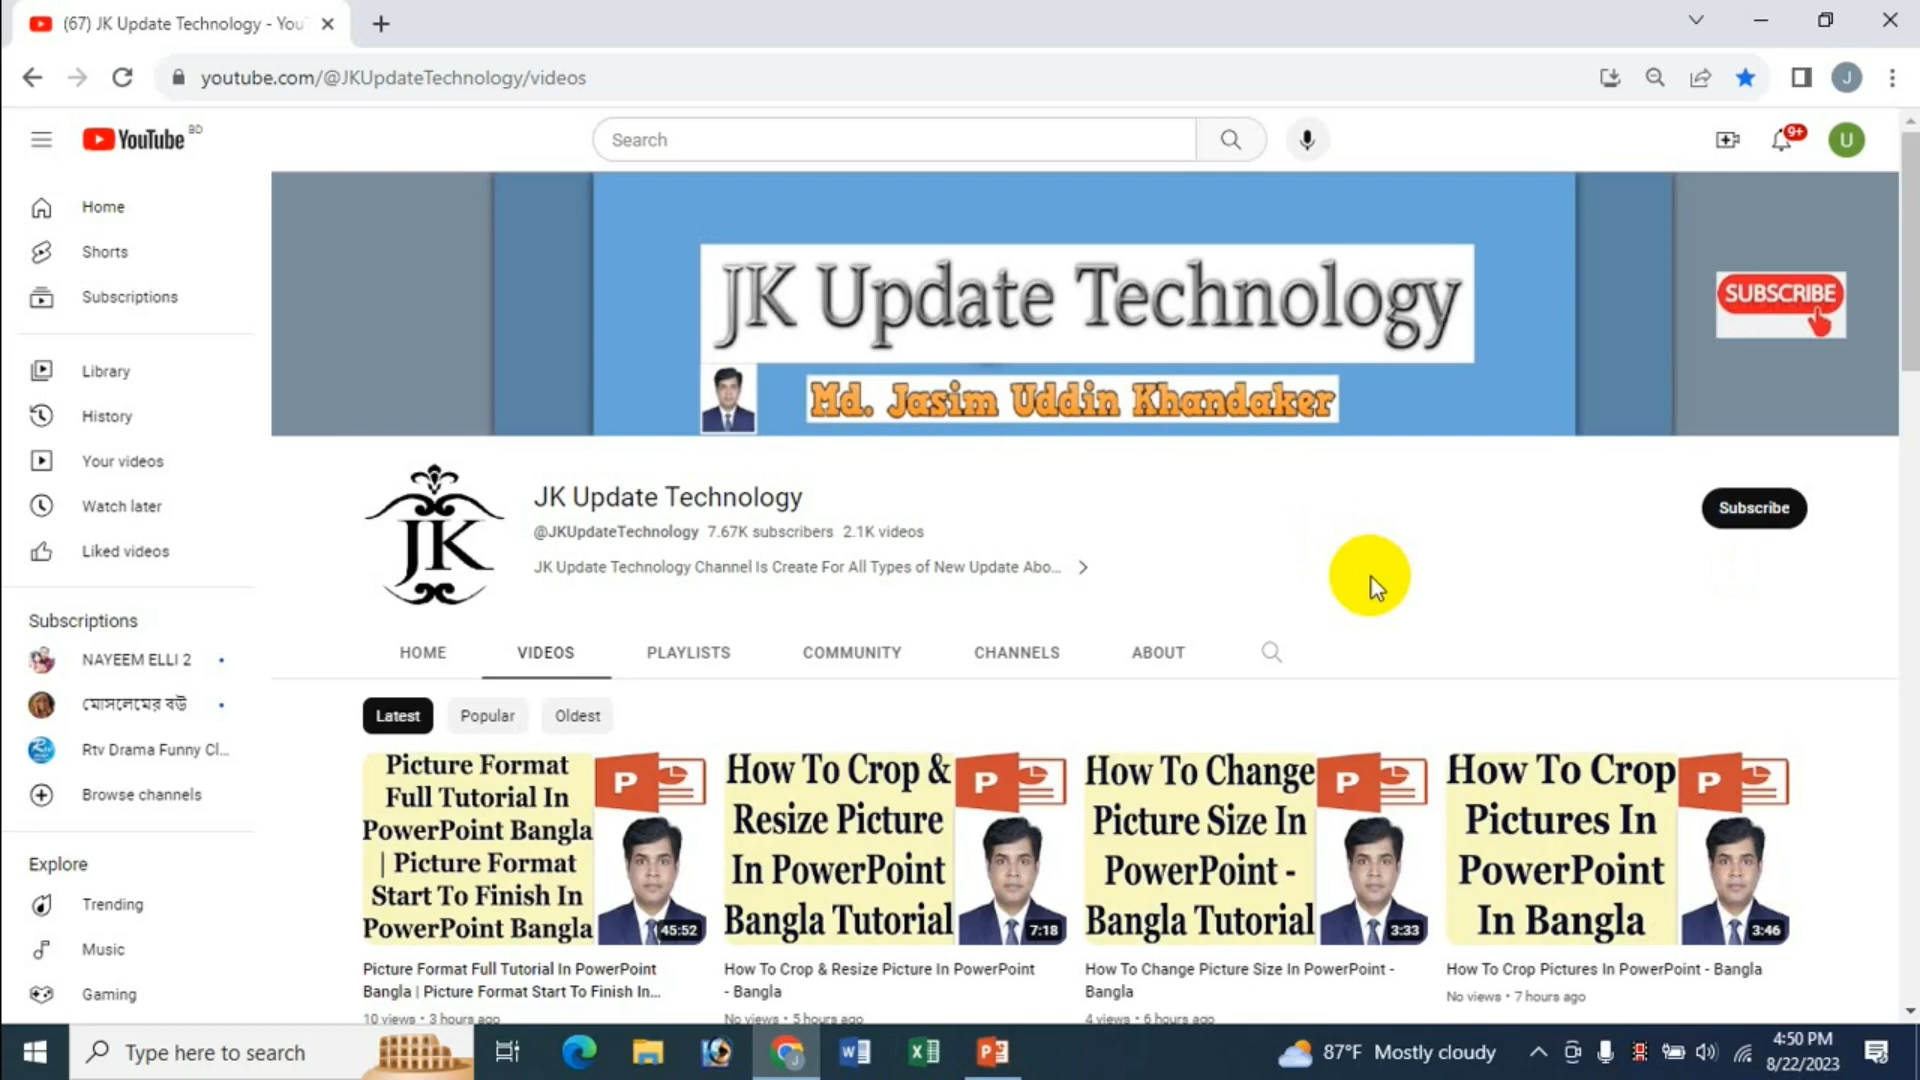 (67) JK Update Technology - You
youtube.com/@JKUpdateTechnology/videos
J
YouTube BD
Search
9+
U
Home
Shorts
Subscriptions
Library
History
Your videos
Watch later
Liked videos
Subscriptions
NAYEEM ELLI 2
মোসলেমের বউ
Rtv Drama Funny Cl...
Browse channels
Explore
Trending
Music
Gaming
JK Update Technology
Md. Jasim Uddin Khandaker
SUBSCRIBE
JK
JK Update Technology
@JKUpdateTechnology 7.67K subscribers 2.1K videos
JK Update Technology Channel Is Create For All Types of New Update Abo...
Subscribe
HOME VIDEOS PLAYLISTS COMMUNITY CHANNELS ABOUT
Latest Popular Oldest
Picture Format
Full Tutorial In
PowerPoint Bangla
| Picture Format
Start To Finish In
PowerPoint Bangla
P
45:52
Picture Format Full Tutorial In PowerPoint
Bangla | Picture Format Start To Finish In...
10 views • 3 hours ago
How To Crop &
Resize Picture
In PowerPoint
Bangla Tutorial
P
7:18
How To Crop & Resize Picture In PowerPoint
- Bangla
No views • 5 hours ago
How To Change
Picture Size In
PowerPoint -
Bangla Tutorial
P
3:33
How To Change Picture Size In PowerPoint -
Bangla
4 views • 6 hours ago
How To Crop
Pictures In
PowerPoint
In Bangla
P
3:46
How To Crop Pictures In PowerPoint - Bangla
No views • 7 hours ago
Type here to search
87°F Mostly cloudy
4:50 PM
8/22/2023